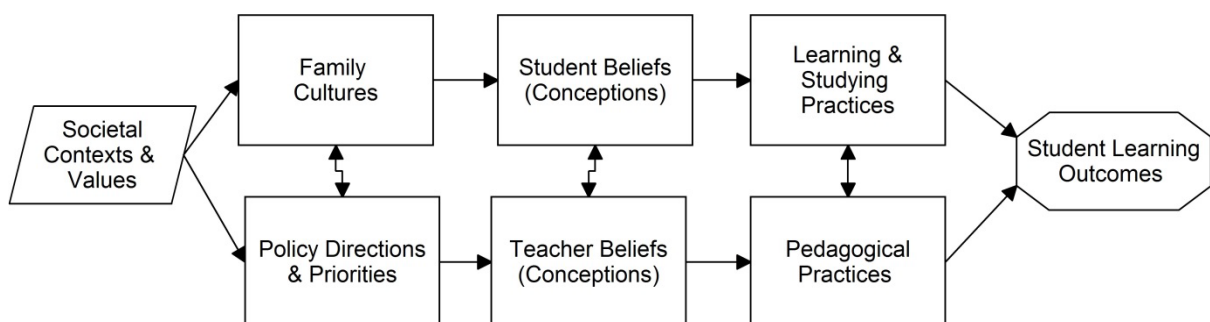 Societal
Contexts &
Values
Family
Cultures
Student Beliefs
(Conceptions)
Learning &
Studying
Practices
Policy Directions
& Priorities
Teacher Beliefs
(Conceptions)
Pedagogical
Practices
Student Learning
Outcomes